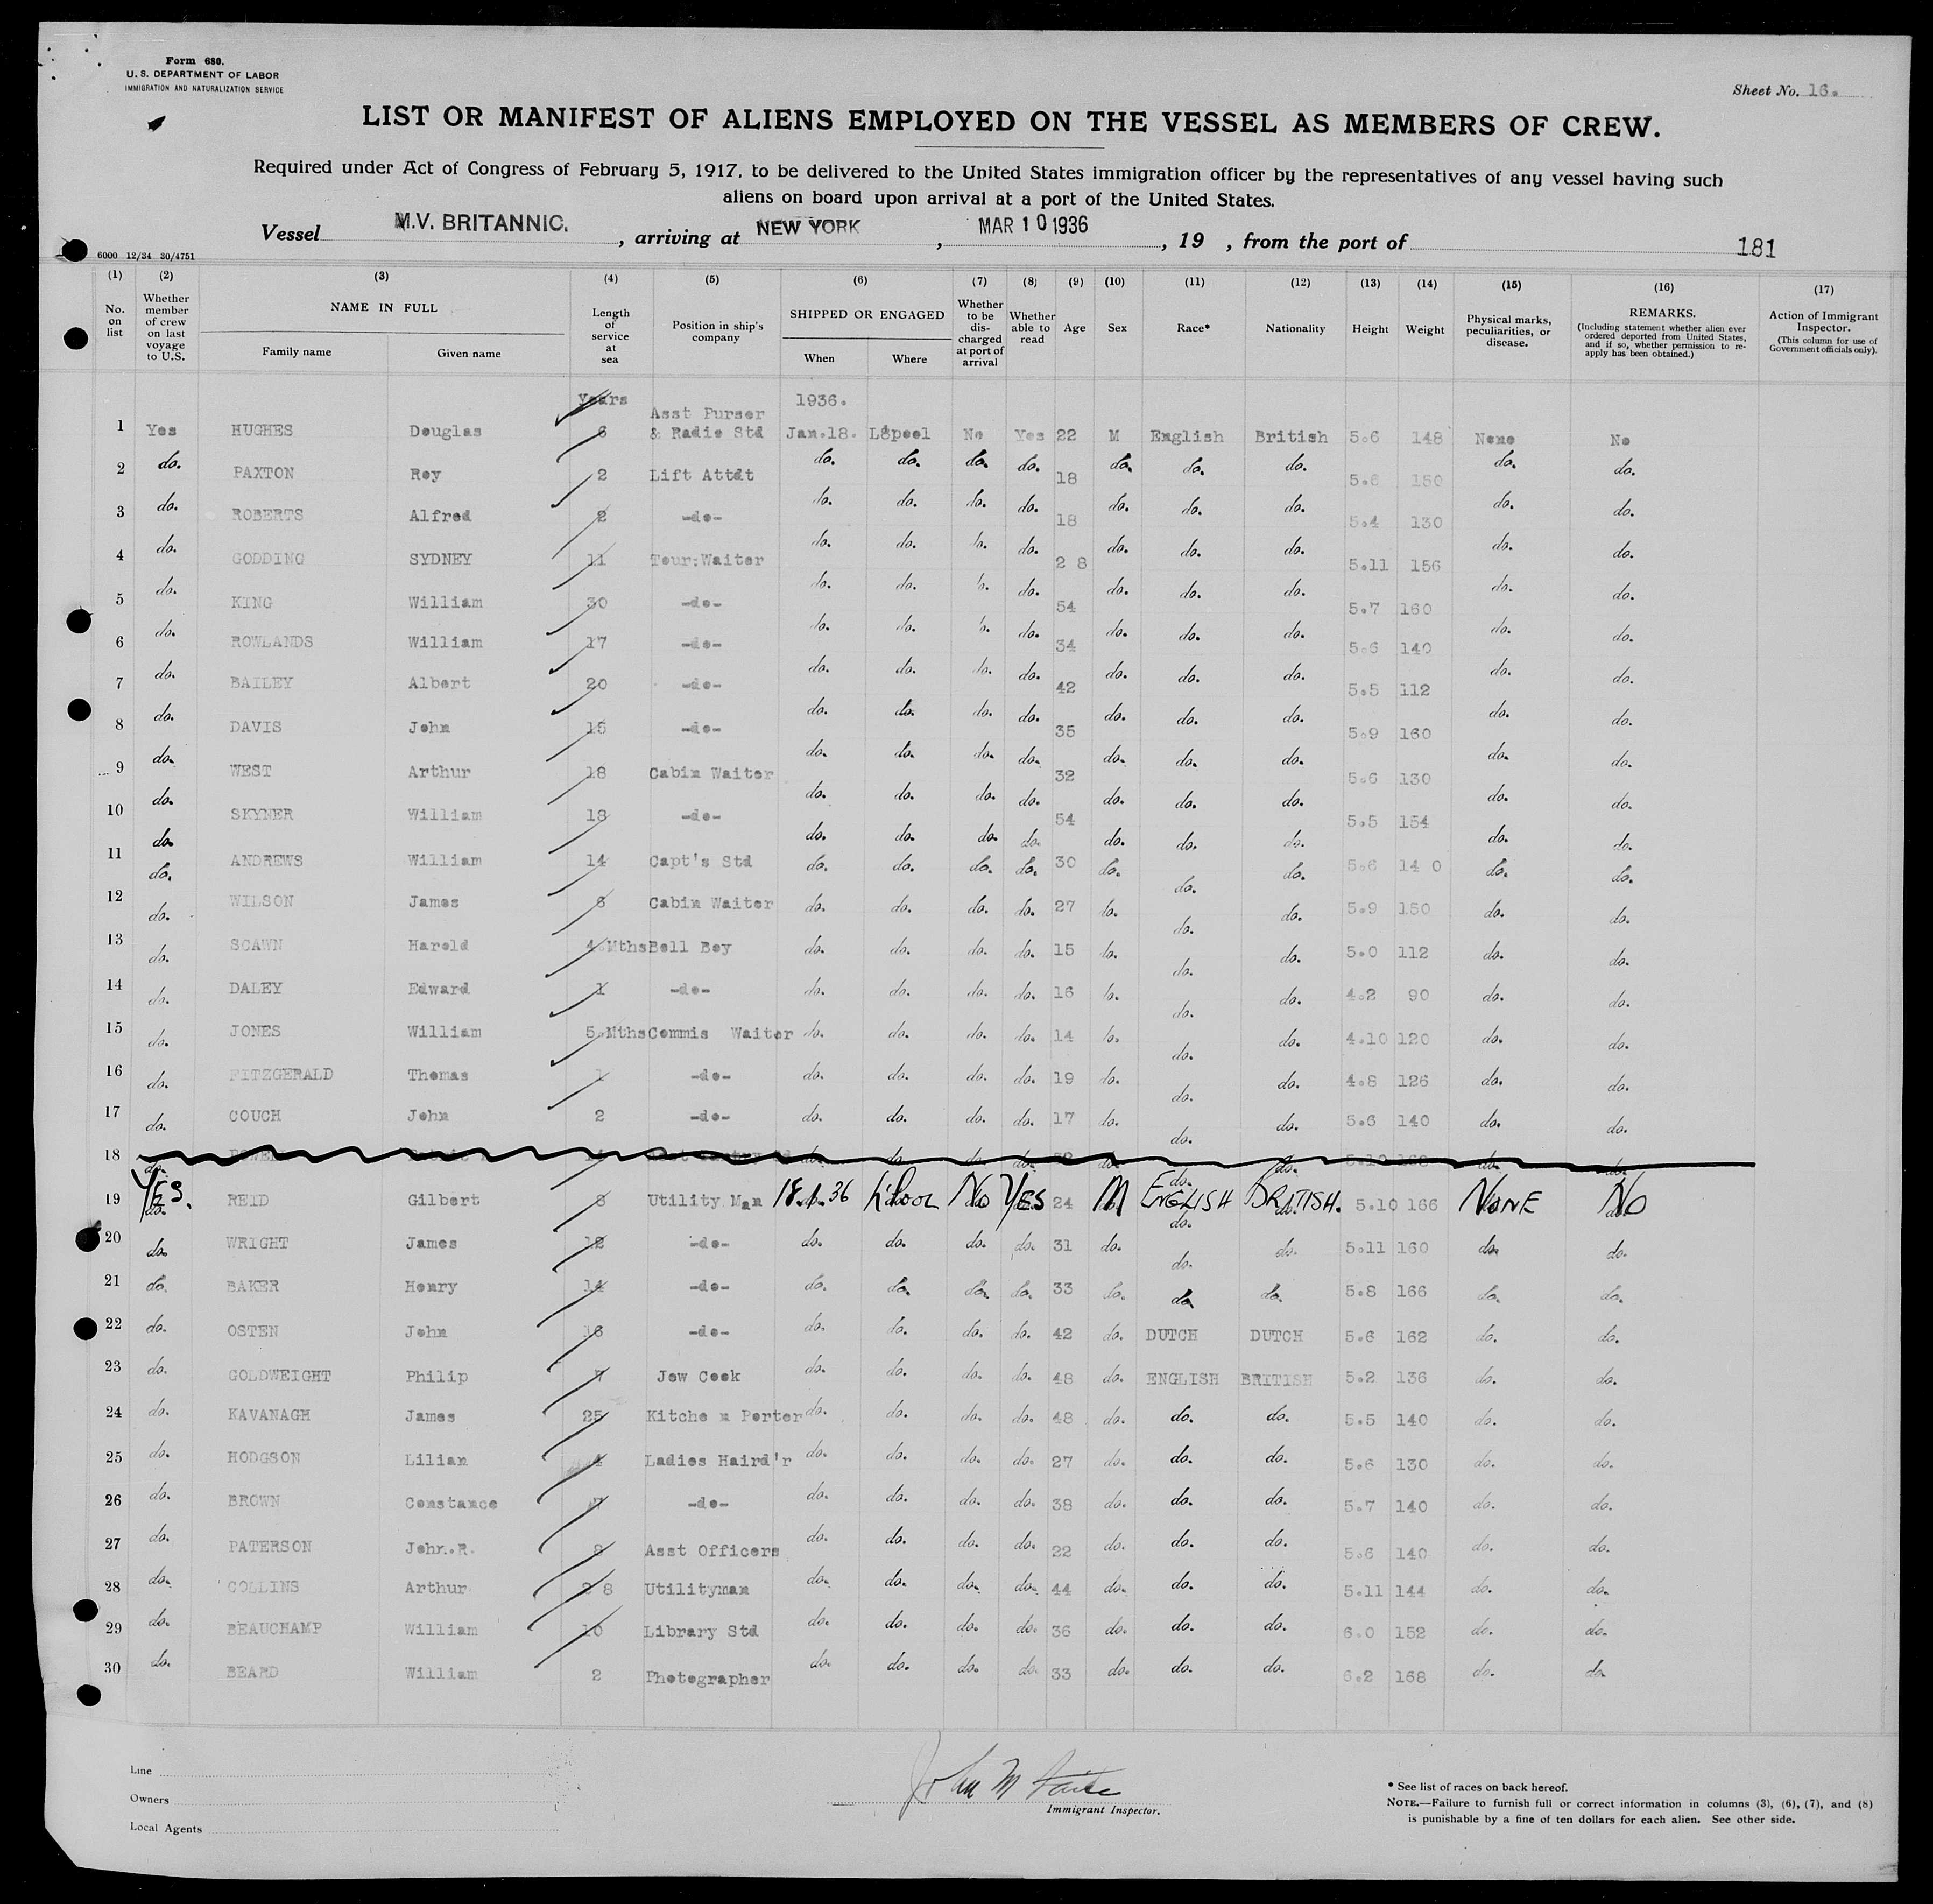 Form 680.
U. S. DEPARTMENT OF LABOR
IMMIGRATION AND NATURALIZATION SERVICE
Sheet No. 16.
LIST OR MANIFEST OF ALIENS EMPLOYED ON THE VESSEL AS MEMBERS OF CREW.
Required under Act of Congress of February 5, 1917, to be delivered to the United States immigration officer by the representatives of any vessel having such
aliens on board upon arrival at a port of the United States.
Vessel M.V. BRITANNIC. , arriving at NEW YORK , MAR 10 1936 , 19 , from the port of 181
6000 12/34 30/4751
(1) (2) (3) (4) (5) (6) (7) (8) (9) (10) (11) (12) (13) (14) (15) (16) (17)
No. on list
Whether member of crew on last voyage to U.S.
NAME IN FULL
Family name
Given name
Length of service at sea
Position in ship's company
SHIPPED OR ENGAGED
When
Where
Whether to be discharged at port of arrival
Whether able to read
Age
Sex
Race*
Nationality
Height
Weight
Physical marks, peculiarities, or disease.
REMARKS.
(Including statement whether alien ever ordered deported from United States, and if so, whether permission to reapply has been obtained.)
Action of Immigrant Inspector.
(This column for use of Government officials only).
Years 1936.
Asst Purser
1 Yes HUGHES Douglas 6 & Radio Std Jan.18. L'pool No Yes 22 M English British 5.6 148 None No
2 do. PAXTON Roy 2 Lift Attdt do. do. do. do. 18 do. do. do. 5.6 150 do. do.
3 do. ROBERTS Alfred 2 -do- do. do. do. do. 18 do. do. do. 5.4 130 do. do.
4 do. GODDING SYDNEY 11 Tour:Waiter do. do. do. do. 2 8 do. do. do. 5.11 156 do. do.
5 do. KING William 30 -do- do. do. do. do. 54 do. do. do. 5.7 160 do. do.
6 do. ROWLANDS William 17 -do- do. do. do. do. 34 do. do. do. 5.6 140 do. do.
7 do. BAILEY Albert 20 -do- do. do. do. do. 42 do. do. do. 5.5 112 do. do.
8 do. DAVIS John 15 -do- do. do. do. do. 35 do. do. do. 5.9 160 do. do.
9 do. WEST Arthur 18 Cabin Waiter do. do. do. do. 32 do. do. do. 5.6 130 do. do.
10 do. SKYNER William 18 -do- do. do. do. do. 54 do. do. do. 5.5 154 do. do.
11 do. ANDREWS William 14 Capt's Std do. do. do. do. 30 do. do. do. 5.6 14 0 do. do.
12 do. WILSON James 6 Cabin Waiter do. do. do. do. 27 do. do. do. 5.9 150 do. do.
13 do. SCAWN Harold 4.Mths Bell Boy do. do. do. do. 15 do. do. do. 5.0 112 do. do.
14 do. DALEY Edward 1 -do- do. do. do. do. 16 do. do. do. 4.2 90 do. do.
15 do. JONES William 5.Mths Commis Waiter do. do. do. do. 14 do. do. do. 4.10 120 do. do.
16 do. FITZGERALD Thomas 1 -do- do. do. do. do. 19 do. do. do. 4.8 126 do. do.
17 do. COUCH John 2 -do- do. do. do. do. 17 do. do. do. 5.6 140 do. do.
18
19 YES. REID Gilbert 8 Utility Man 18.1.36 L'pool No YES 24 M ENGLISH BRITISH. 5.10 166 NONE NO
20 do. WRIGHT James 12 -do- do. do. do. do. 31 do. do. do. 5.11 160 do. do.
21 do. BAKER Henry 14 -do- do. do. do. do. 33 do. do. do. 5.8 166 do. do.
22 do. OSTEN John 16 -do- do. do. do. do. 42 do. DUTCH DUTCH 5.6 162 do. do.
23 do. GOLDWEIGHT Philip 7 Jew Cook do. do. do. do. 48 do. ENGLISH BRITISH 5.2 136 do. do.
24 do. KAVANAGH James 25 Kitche n Porter do. do. do. do. 48 do. do. do. 5.5 140 do. do.
25 do. HODGSON Lilian 4 Ladies Haird'r do. do. do. do. 27 do. do. do. 5.6 130 do. do.
26 do. BROWN Constance 7 -do- do. do. do. do. 38 do. do. do. 5.7 140 do. do.
27 do. PATERSON John.R. 8 Asst Officers do. do. do. do. 22 do. do. do. 5.6 140 do. do.
28 do. COLLINS Arthur 2 8 Utilityman do. do. do. do. 44 do. do. do. 5.11 144 do. do.
29 do. BEAUCHAMP William 10 Library Std do. do. do. do. 36 do. do. do. 6.0 152 do. do.
30 do. BEARD William 2 Photographer do. do. do. do. 33 do. do. do. 6.2 168 do. do.
Line
Owners
Local Agents
John M
Immigrant Inspector.
* See list of races on back hereof.
NOTE.—Failure to furnish full or correct information in columns (3), (6), (7), and (8)
is punishable by a fine of ten dollars for each alien. See other side.